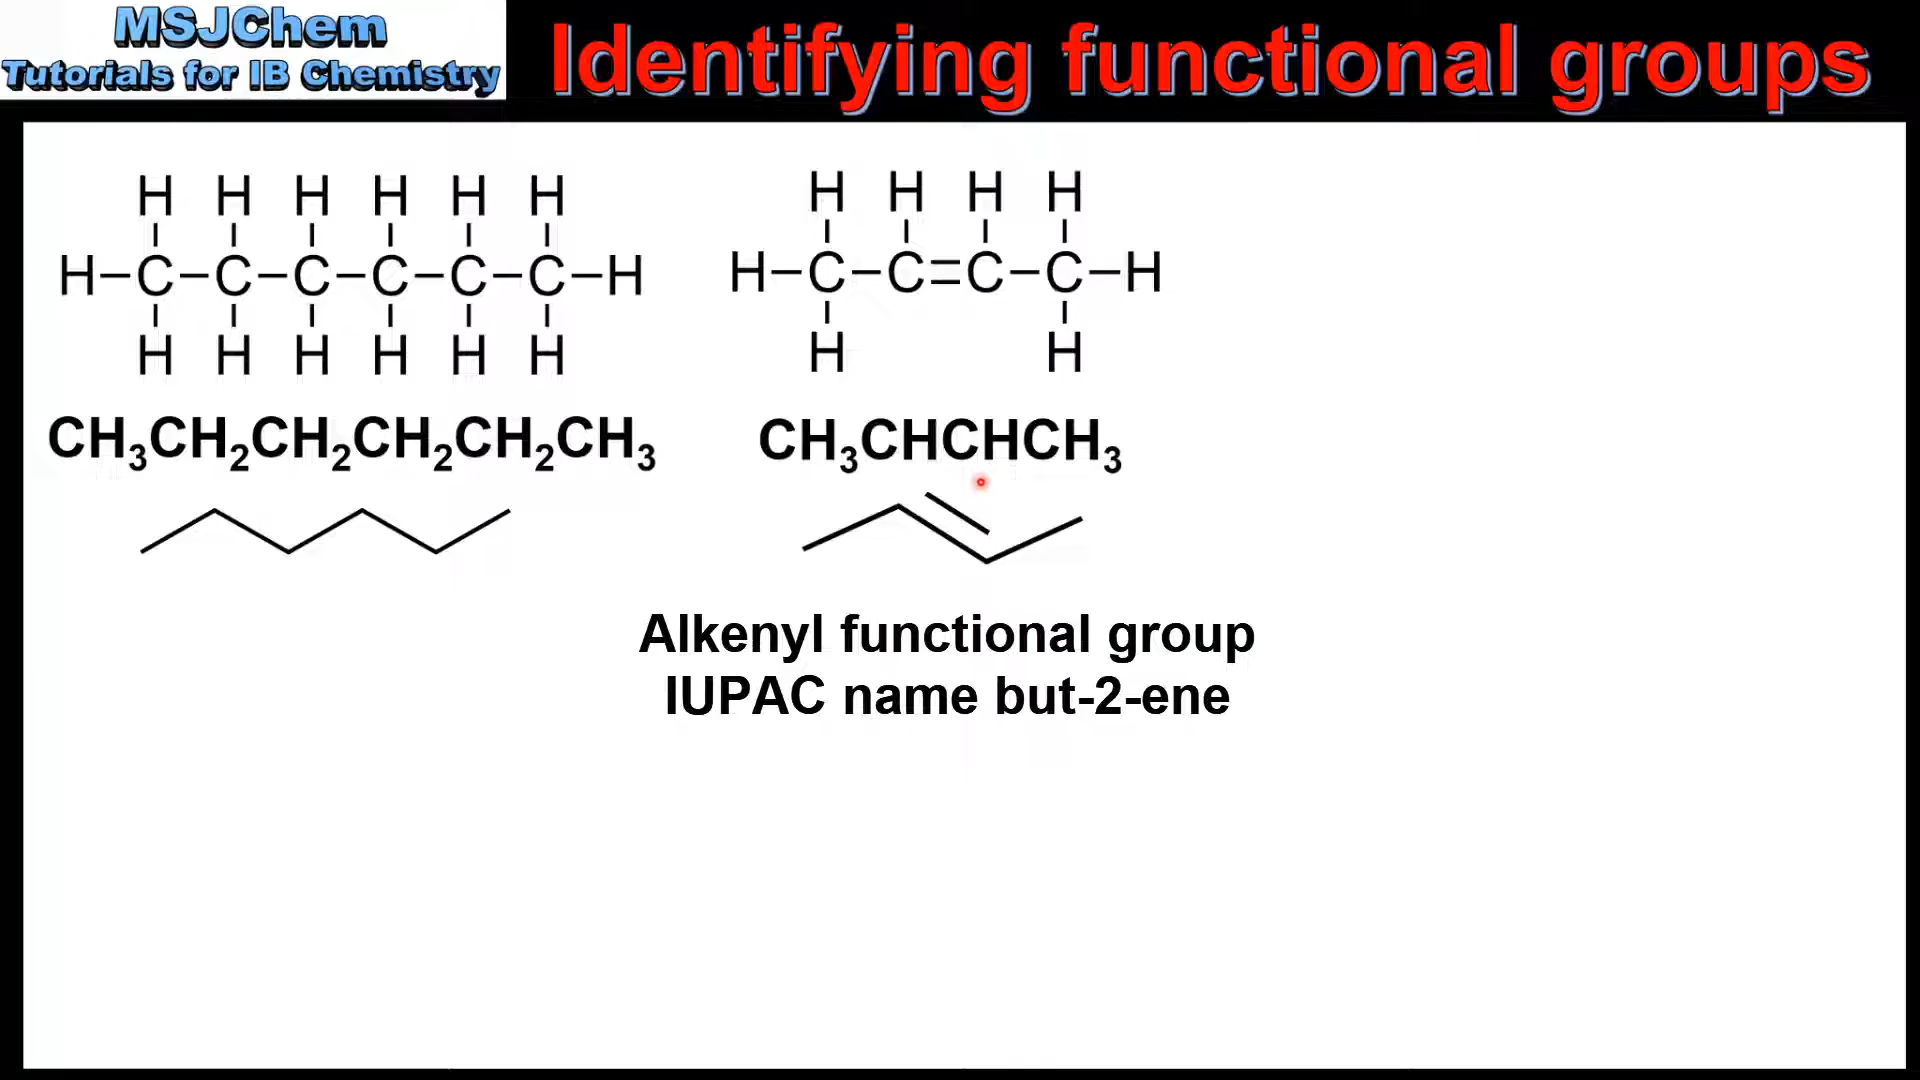 MSJChem
Tutorials for IB Chemistry
Identifying functional groups
H H H H H H
H–C–C–C–C–C–C–H
H H H H H H
CH₃CH₂CH₂CH₂CH₂CH₃
H H H H
H–C–C=C–C–H
H H
CH₃CHCHCH₃
Alkenyl functional group
IUPAC name but-2-ene